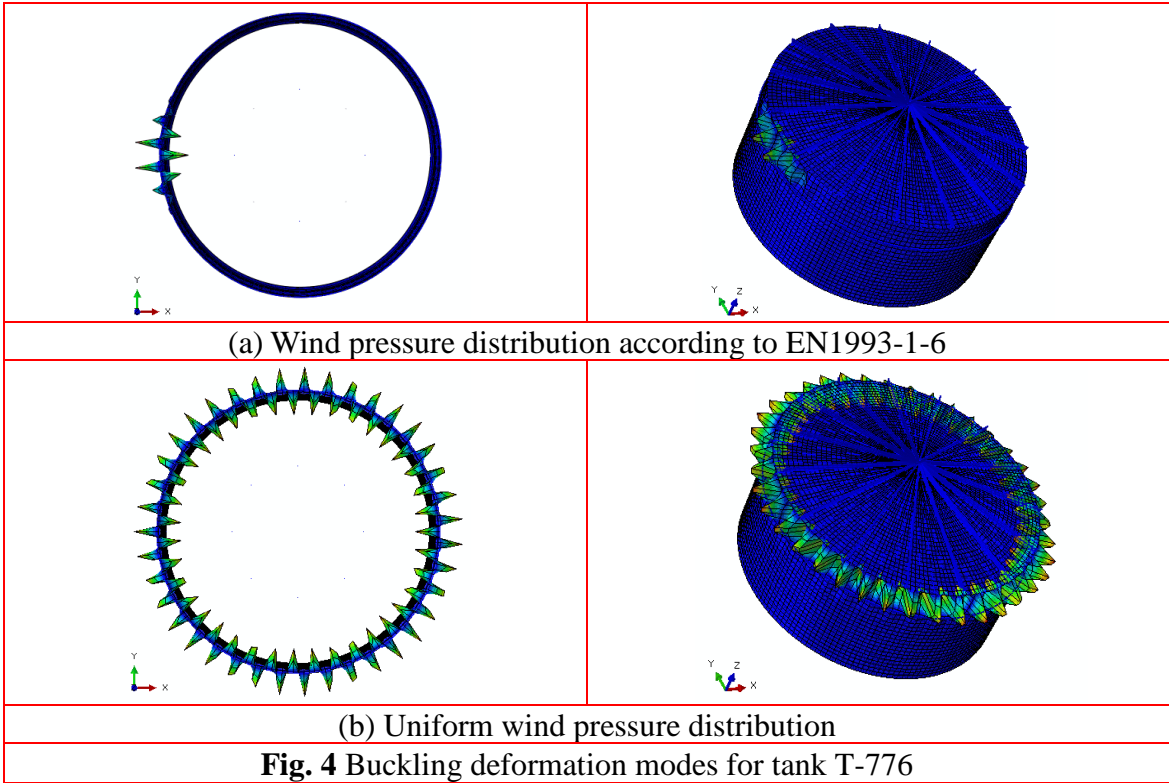 Y
X
Y
Z
X
(a) Wind pressure distribution according to EN1993-1-6
Y
X
Y
Z
X
(b) Uniform wind pressure distribution
Fig. 4 Buckling deformation modes for tank T-776